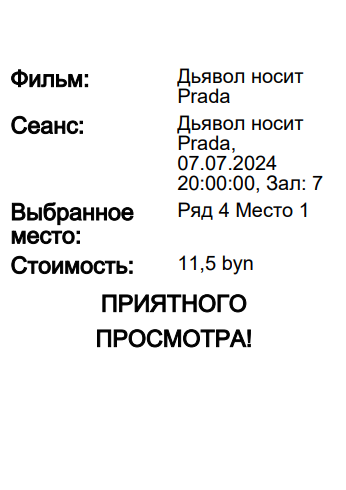 Фильм: Дьявол носит
Prada
Сеанс: Дьявол носит
Prada,
07.07.2024
20:00:00, Зал: 7
Выбранное Ряд 4 Место 1
место:
Стоимость: 11,5 byn
ПРИЯТНОГО
ПРОСМОТРА!